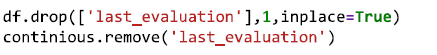 df.drop(['last_evaluation'],1,inplace=True)
continious.remove('last_evaluation')